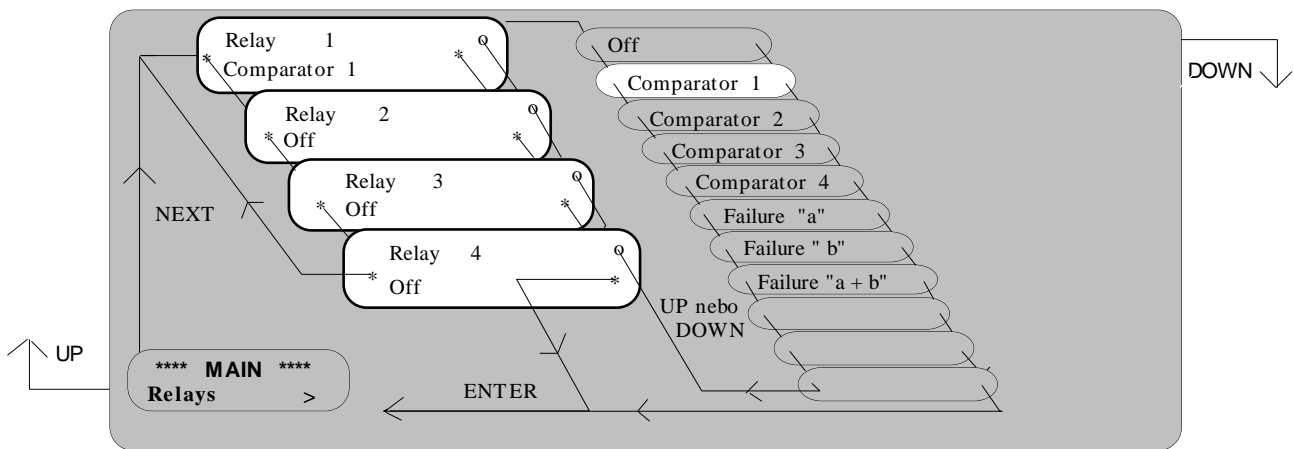 Relay 1 o
* Comparator 1 *
Relay 2 o
* Off *
Relay 3 o
* Off *
Relay 4 o
* Off *
NEXT
Off
Comparator 1
Comparator 2
Comparator 3
Comparator 4
Failure "a"
Failure " b"
Failure "a + b"
UP nebo
DOWN
DOWN
UP
**** MAIN ****
Relays >
ENTER